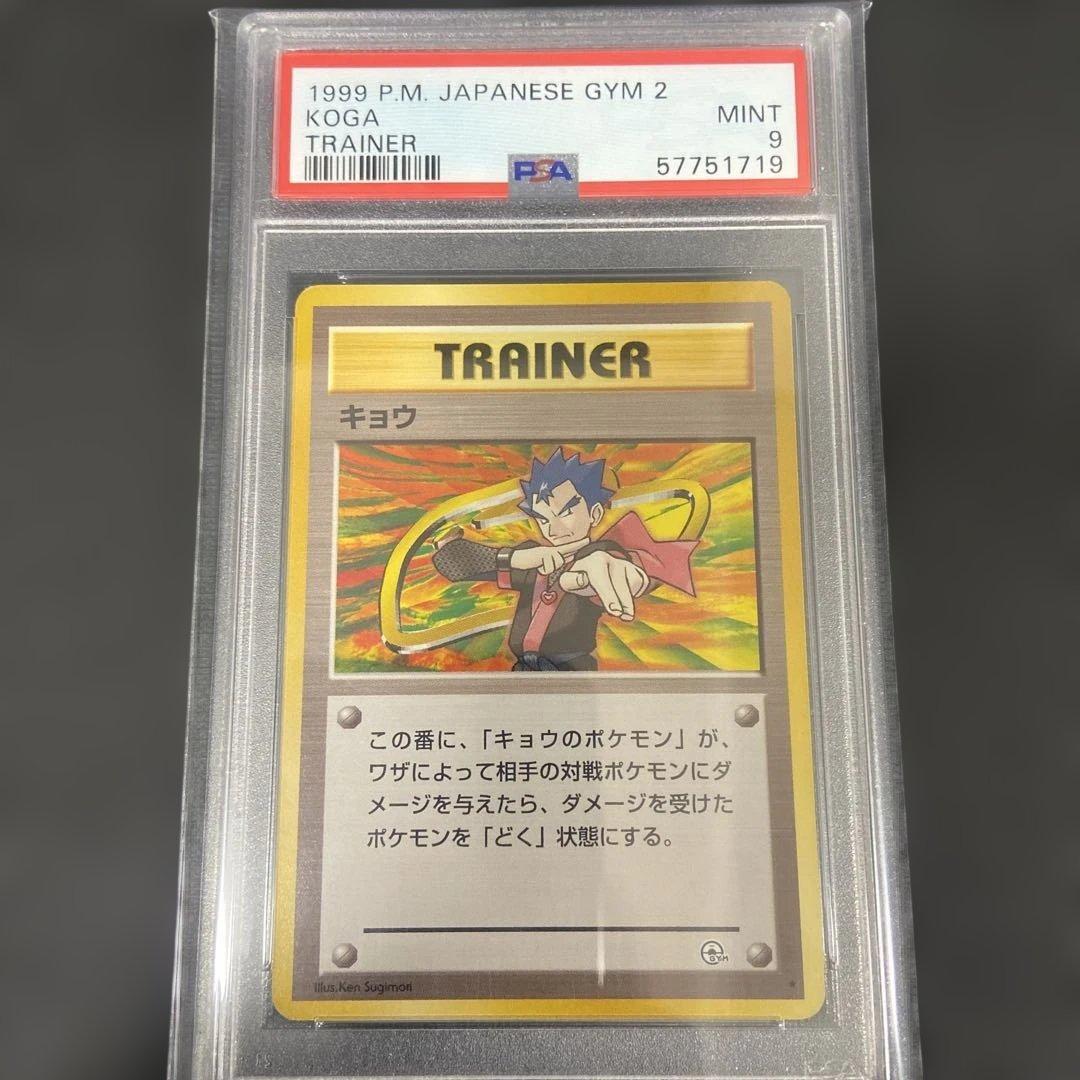 1999 P.M. JAPANESE GYM 2
KOGA MINT
TRAINER 9
PSA 57751719
TRAINER
キョウ
この番に、「キョウのポケモン」が、
ワザによって相手の対戦ポケモンにダ
メージを与えたら、ダメージを受けた
ポケモンを「どく」状態にする。
GYM
Illus.Ken Sugimori